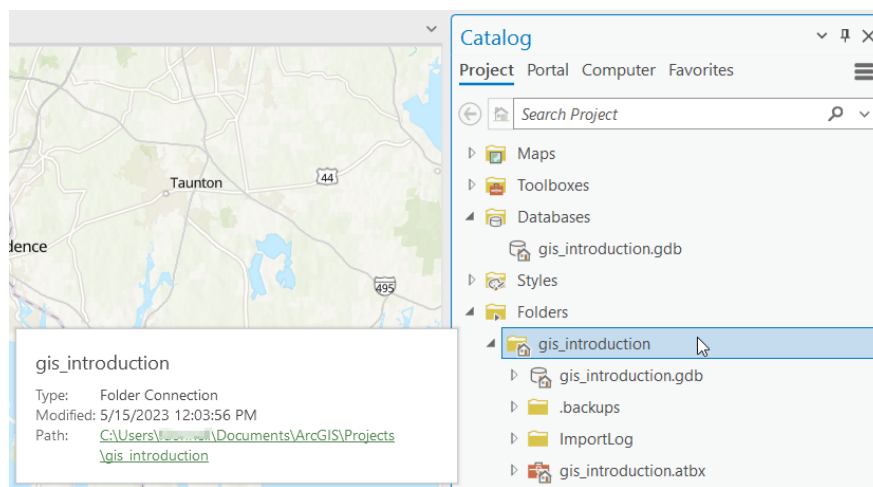 Catalog
Project Portal Computer Favorites
Search Project
Maps
Toolboxes
Databases
gis_introduction.gdb
Styles
Folders
gis_introduction
gis_introduction.gdb
.backups
ImportLog
gis_introduction.atbx
Taunton
44
dence
495
gis_introduction
Type: Folder Connection
Modified: 5/15/2023 12:03:56 PM
Path: C:\Users\ \Documents\ArcGIS\Projects
\gis_introduction